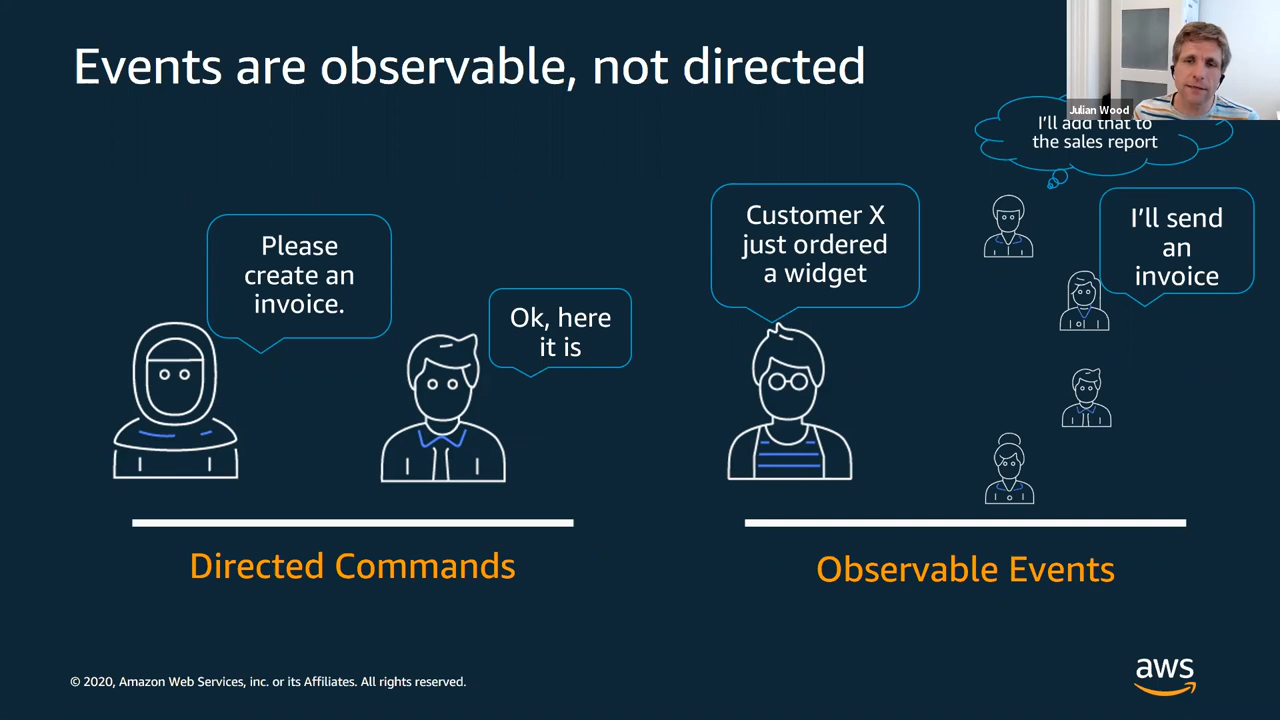 Events are observable, not directed
Julian Wood
I'll add that to
the sales report
Please
create an
invoice.
Ok, here
it is
Customer X
just ordered
a widget
I'll send
an
invoice
Directed Commands
Observable Events
© 2020, Amazon Web Services, inc. or its Affiliates. All rights reserved.
aws